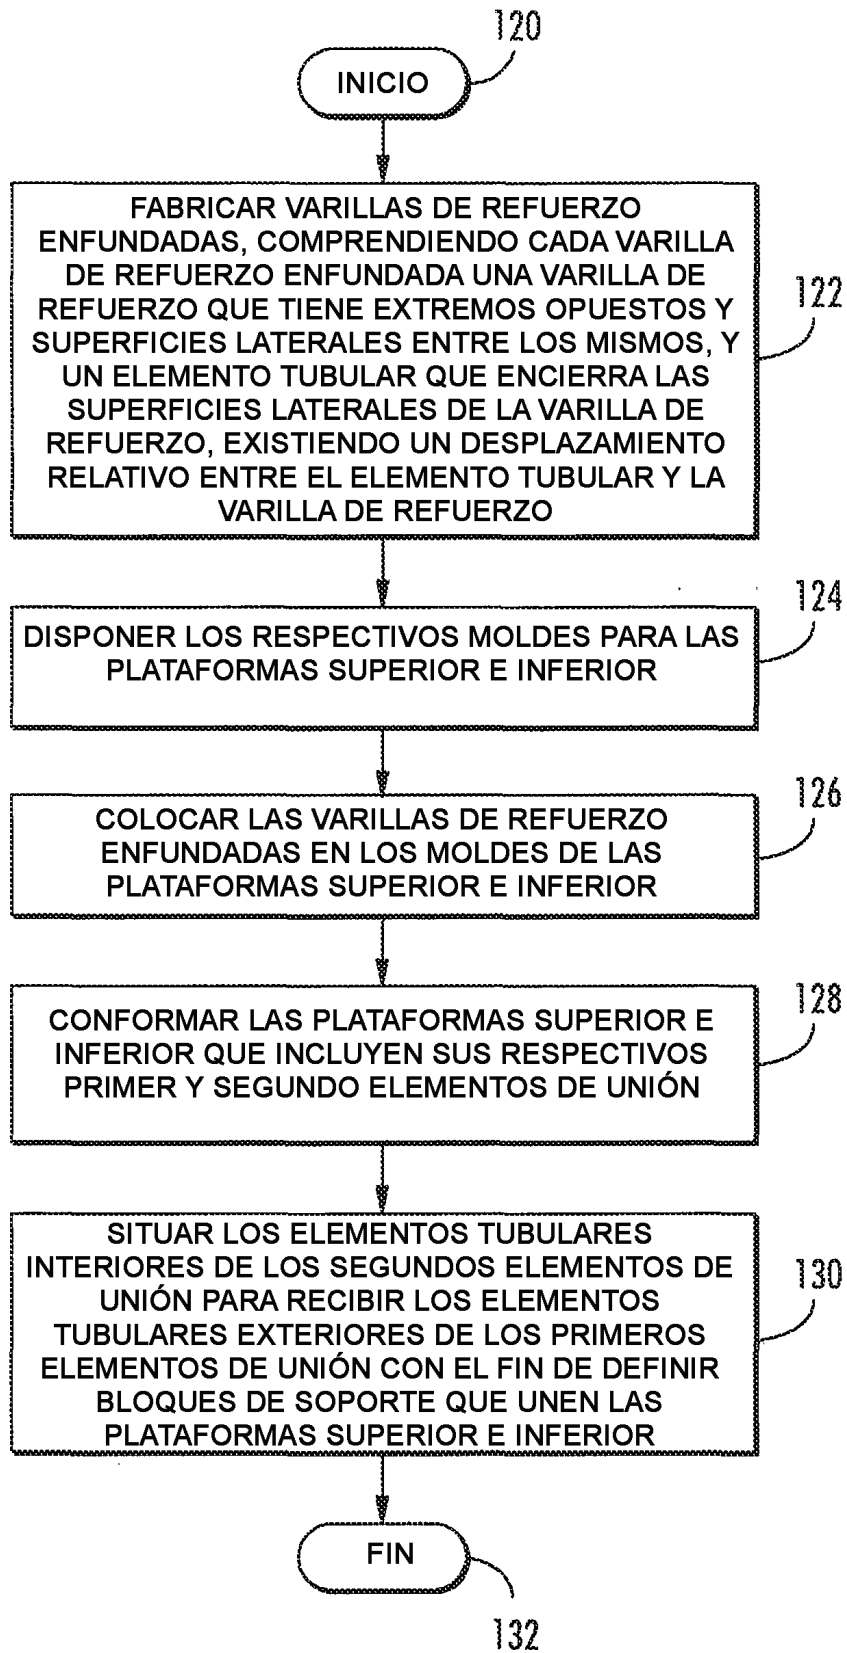 120
INICIO
FABRICAR VARILLAS DE REFUERZO
ENFUNDADAS, COMPRENDIENDO CADA VARILLA
DE REFUERZO ENFUNDADA UNA VARILLA DE
REFUERZO QUE TIENE EXTREMOS OPUESTOS Y
SUPERFICIES LATERALES ENTRE LOS MISMOS, Y
UN ELEMENTO TUBULAR QUE ENCIERRA LAS
SUPERFICIES LATERALES DE LA VARILLA DE
REFUERZO, EXISTIENDO UN DESPLAZAMIENTO
RELATIVO ENTRE EL ELEMENTO TUBULAR Y LA
VARILLA DE REFUERZO
122
DISPONER LOS RESPECTIVOS MOLDES PARA LAS
PLATAFORMAS SUPERIOR E INFERIOR
124
COLOCAR LAS VARILLAS DE REFUERZO
ENFUNDADAS EN LOS MOLDES DE LAS
PLATAFORMAS SUPERIOR E INFERIOR
126
CONFORMAR LAS PLATAFORMAS SUPERIOR E
INFERIOR QUE INCLUYEN SUS RESPECTIVOS
PRIMER Y SEGUNDO ELEMENTOS DE UNIÓN
128
SITUAR LOS ELEMENTOS TUBULARES
INTERIORES DE LOS SEGUNDOS ELEMENTOS DE
UNIÓN PARA RECIBIR LOS ELEMENTOS
TUBULARES EXTERIORES DE LOS PRIMEROS
ELEMENTOS DE UNIÓN CON EL FIN DE DEFINIR
BLOQUES DE SOPORTE QUE UNEN LAS
PLATAFORMAS SUPERIOR E INFERIOR
130
FIN
132